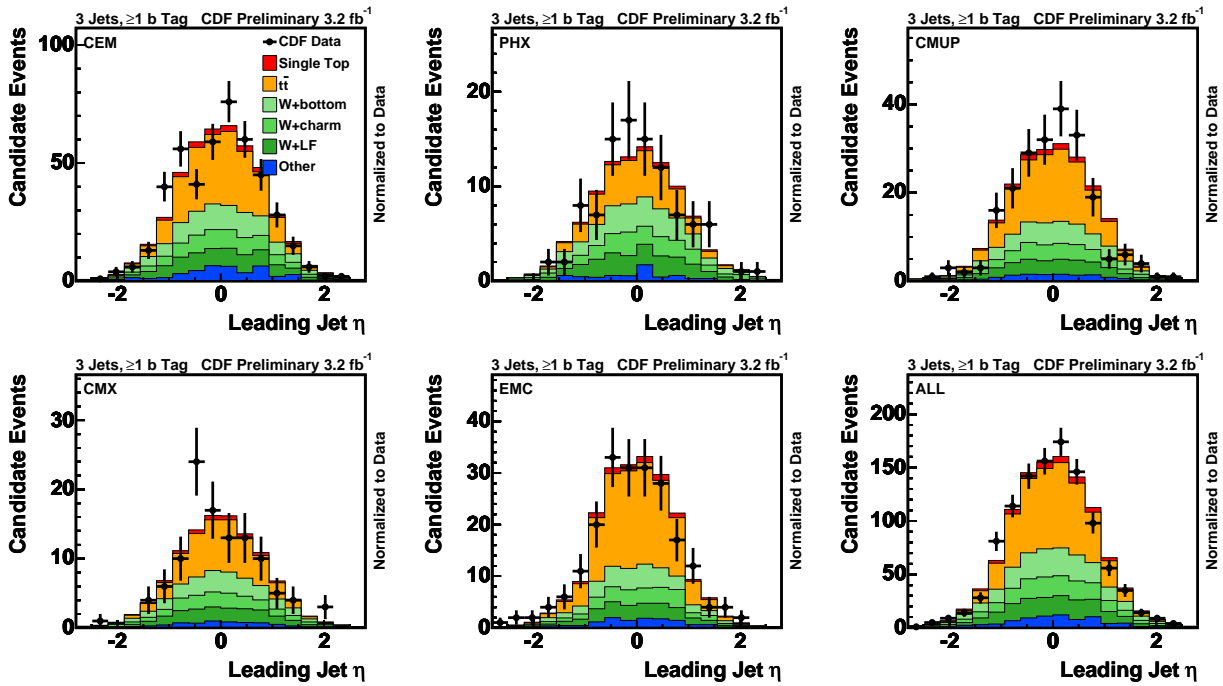 3 Jets, ≥1 b Tag CDF Preliminary 3.2 fb⁻¹
CEM
Candidate Events
100
50
0
-2 0 2
Leading Jet η
Normalized to Data
CDF Data
Single Top
tt̄
W+bottom
W+charm
W+LF
Other
3 Jets, ≥1 b Tag CDF Preliminary 3.2 fb⁻¹
PHX
Candidate Events
20
10
0
-2 0 2
Leading Jet η
Normalized to Data
3 Jets, ≥1 b Tag CDF Preliminary 3.2 fb⁻¹
CMUP
Candidate Events
40
20
0
-2 0 2
Leading Jet η
Normalized to Data
3 Jets, ≥1 b Tag CDF Preliminary 3.2 fb⁻¹
CMX
Candidate Events
30
20
10
0
-2 0 2
Leading Jet η
Normalized to Data
3 Jets, ≥1 b Tag CDF Preliminary 3.2 fb⁻¹
EMC
Candidate Events
40
30
20
10
0
-2 0 2
Leading Jet η
Normalized to Data
3 Jets, ≥1 b Tag CDF Preliminary 3.2 fb⁻¹
ALL
Candidate Events
200
150
100
50
0
-2 0 2
Leading Jet η
Normalized to Data